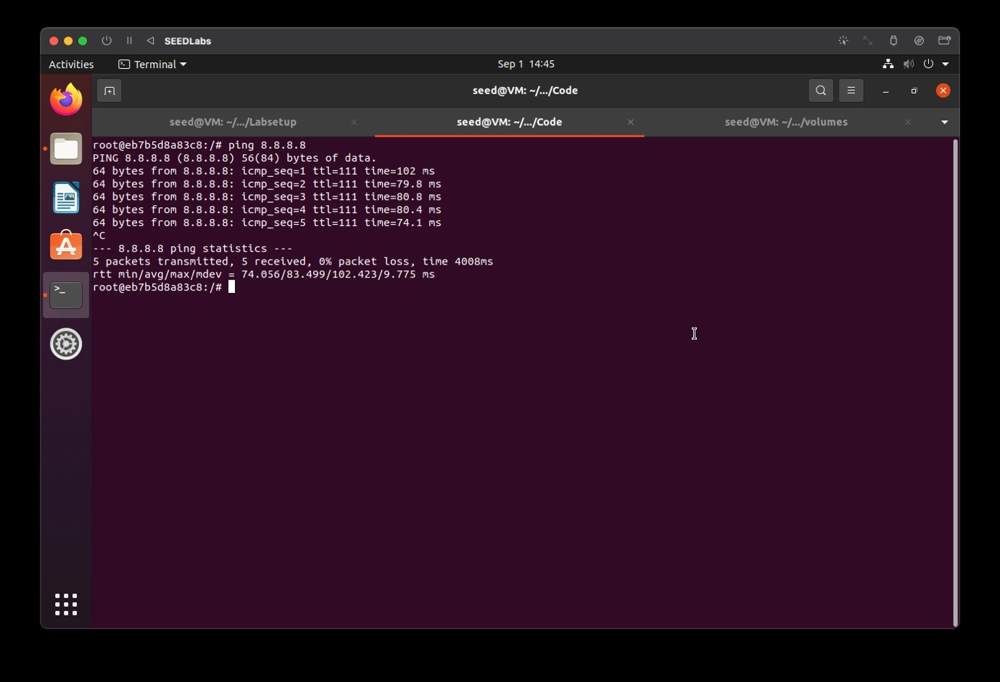 SEEDLabs
Activities
Terminal
Sep 1 14:45
seed@VM: ~/.../Code
seed@VM: ~/.../Labsetup
seed@VM: ~/.../Code
seed@VM: ~/.../volumes
root@eb7b5d8a83c8:/# ping 8.8.8.8
PING 8.8.8.8 (8.8.8.8) 56(84) bytes of data.
64 bytes from 8.8.8.8: icmp_seq=1 ttl=111 time=102 ms
64 bytes from 8.8.8.8: icmp_seq=2 ttl=111 time=79.8 ms
64 bytes from 8.8.8.8: icmp_seq=3 ttl=111 time=80.8 ms
64 bytes from 8.8.8.8: icmp_seq=4 ttl=111 time=80.4 ms
64 bytes from 8.8.8.8: icmp_seq=5 ttl=111 time=74.1 ms
^C
--- 8.8.8.8 ping statistics ---
5 packets transmitted, 5 received, 0% packet loss, time 4008ms
rtt min/avg/max/mdev = 74.056/83.499/102.423/9.775 ms
root@eb7b5d8a83c8:/#